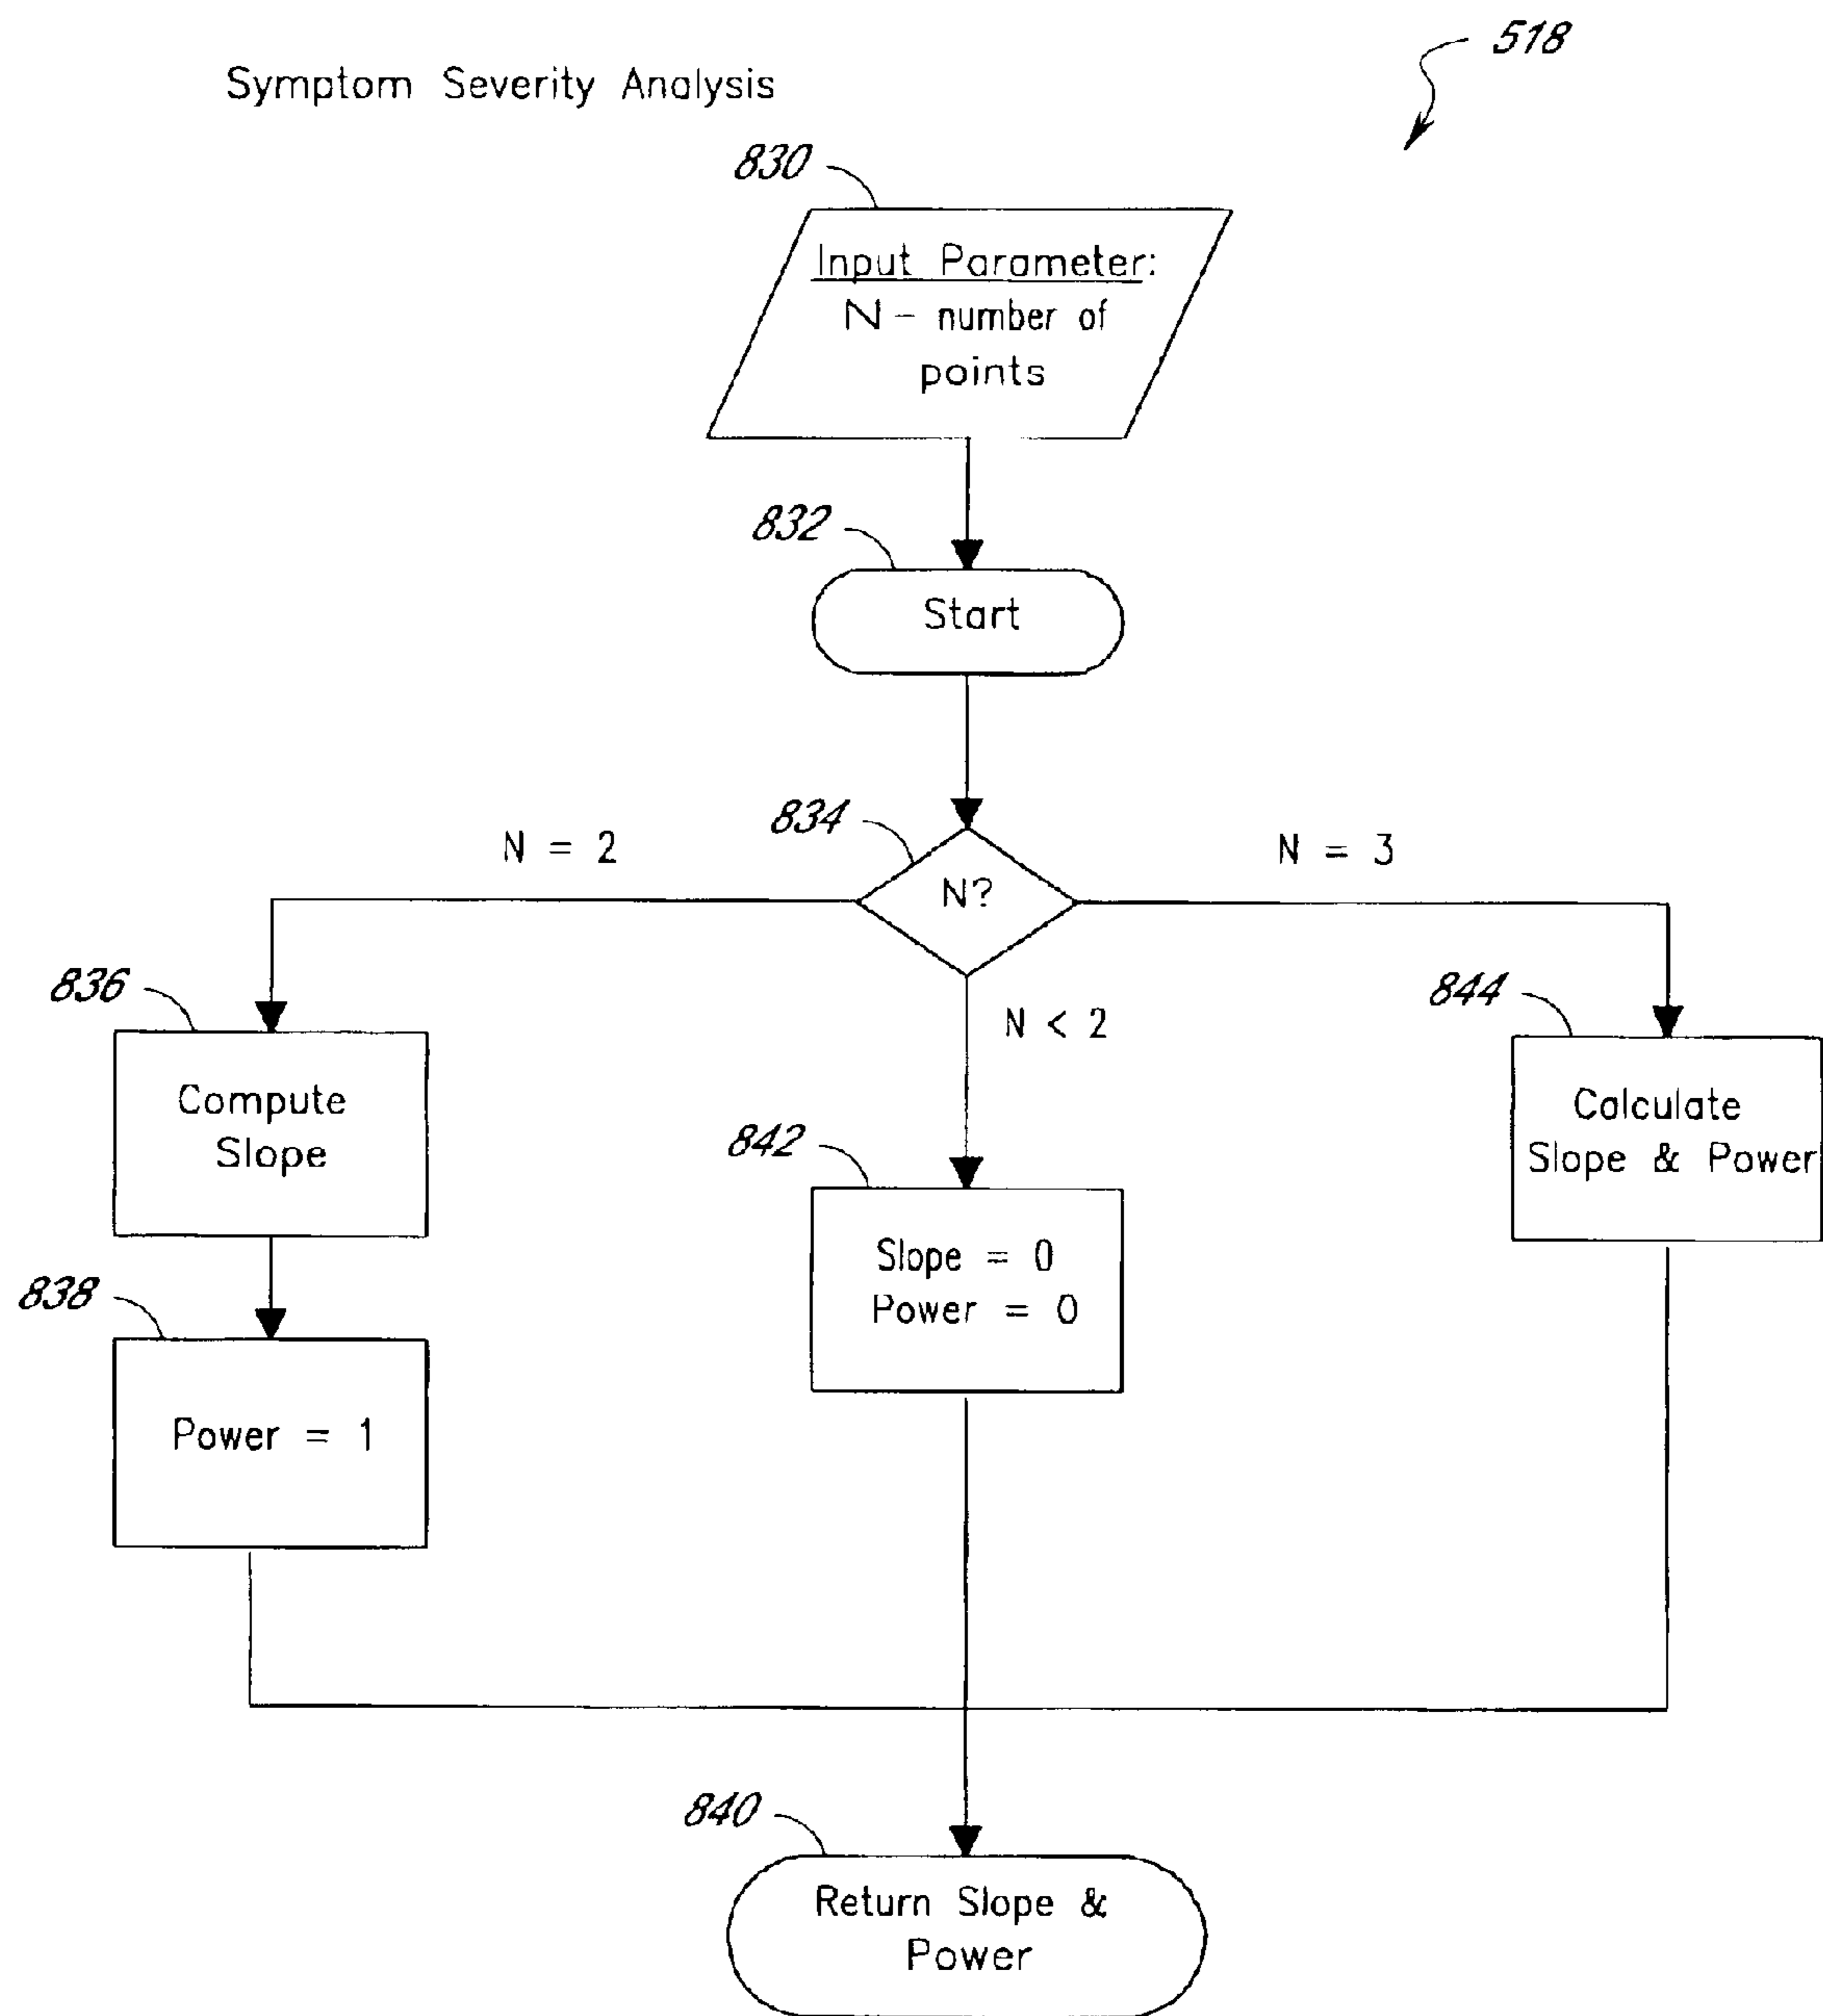 518
Symptom Severity Analysis
830
Input Parameter:
N - number of
points
832
Start
834
N = 2
N?
N = 3
836
Compute
Slope
N < 2
844
Calculate
Slope & Power
842
Slope = 0
Power = 0
838
Power = 1
840
Return Slope &
Power